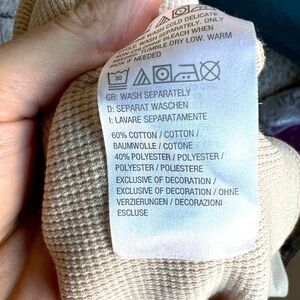 WASH COLD DELICATE
SEPARATELY. ONLY
WHEN
TUMBLE DRY LOW. WARM
IRON IF NEEDED
30
GB: WASH SEPARATELY
D: SEPARAT WASCHEN
I: LAVARE SEPARATAMENTE
60% COTTON / COTTON /
BAUMWOLLE / COTONE
40% POLYESTER / POLYESTER /
POLYESTER / POLIESTERE
EXCLUSIVE OF DECORATION /
EXCLUSIVE OF DECORATION / OHNE
VERZIERUNGEN / DECORAZIONI
ESCLUSE